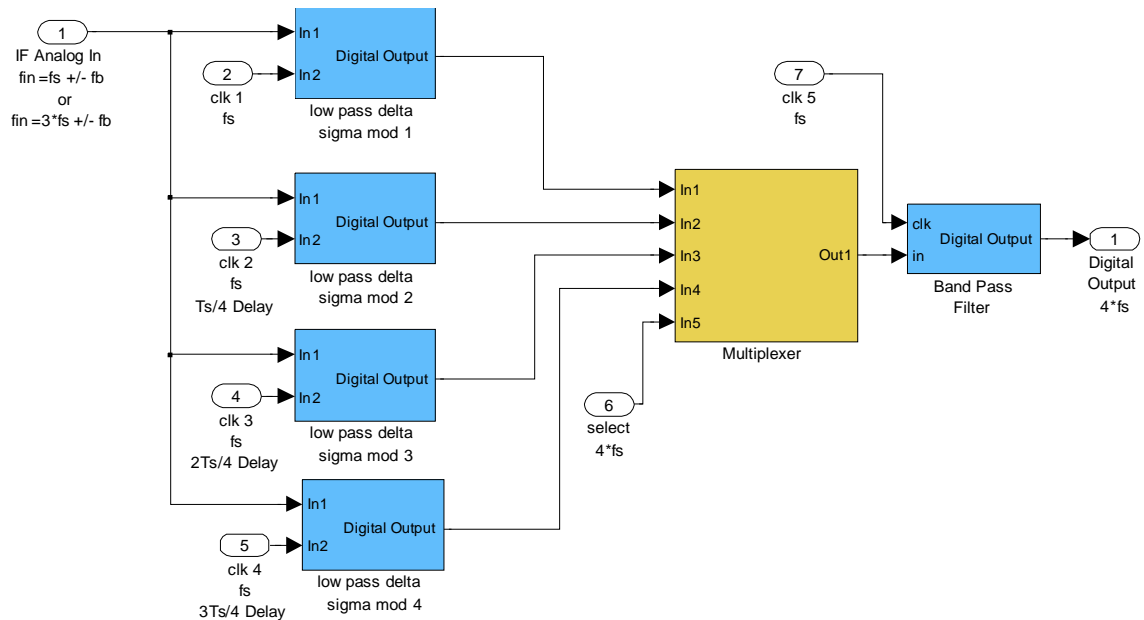 1
IF Analog In
fin =fs +/- fb
or
fin =3*fs +/- fb
2
clk 1
fs
In1
In2
Digital Output
low pass delta
sigma mod 1
3
clk 2
fs
Ts/4 Delay
In1
In2
Digital Output
low pass delta
sigma mod 2
4
clk 3
fs
2Ts/4 Delay
In1
In2
Digital Output
low pass delta
sigma mod 3
5
clk 4
fs
3Ts/4 Delay
In1
In2
Digital Output
low pass delta
sigma mod 4
6
select
4*fs
In1
In2
In3
In4
In5
Out1
Multiplexer
7
clk 5
fs
clk
in
Digital Output
Band Pass
Filter
1
Digital
Output
4*fs